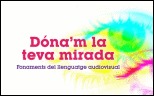 Dóna'm la
teva mirada
Fonaments del llenguatge audiovisual